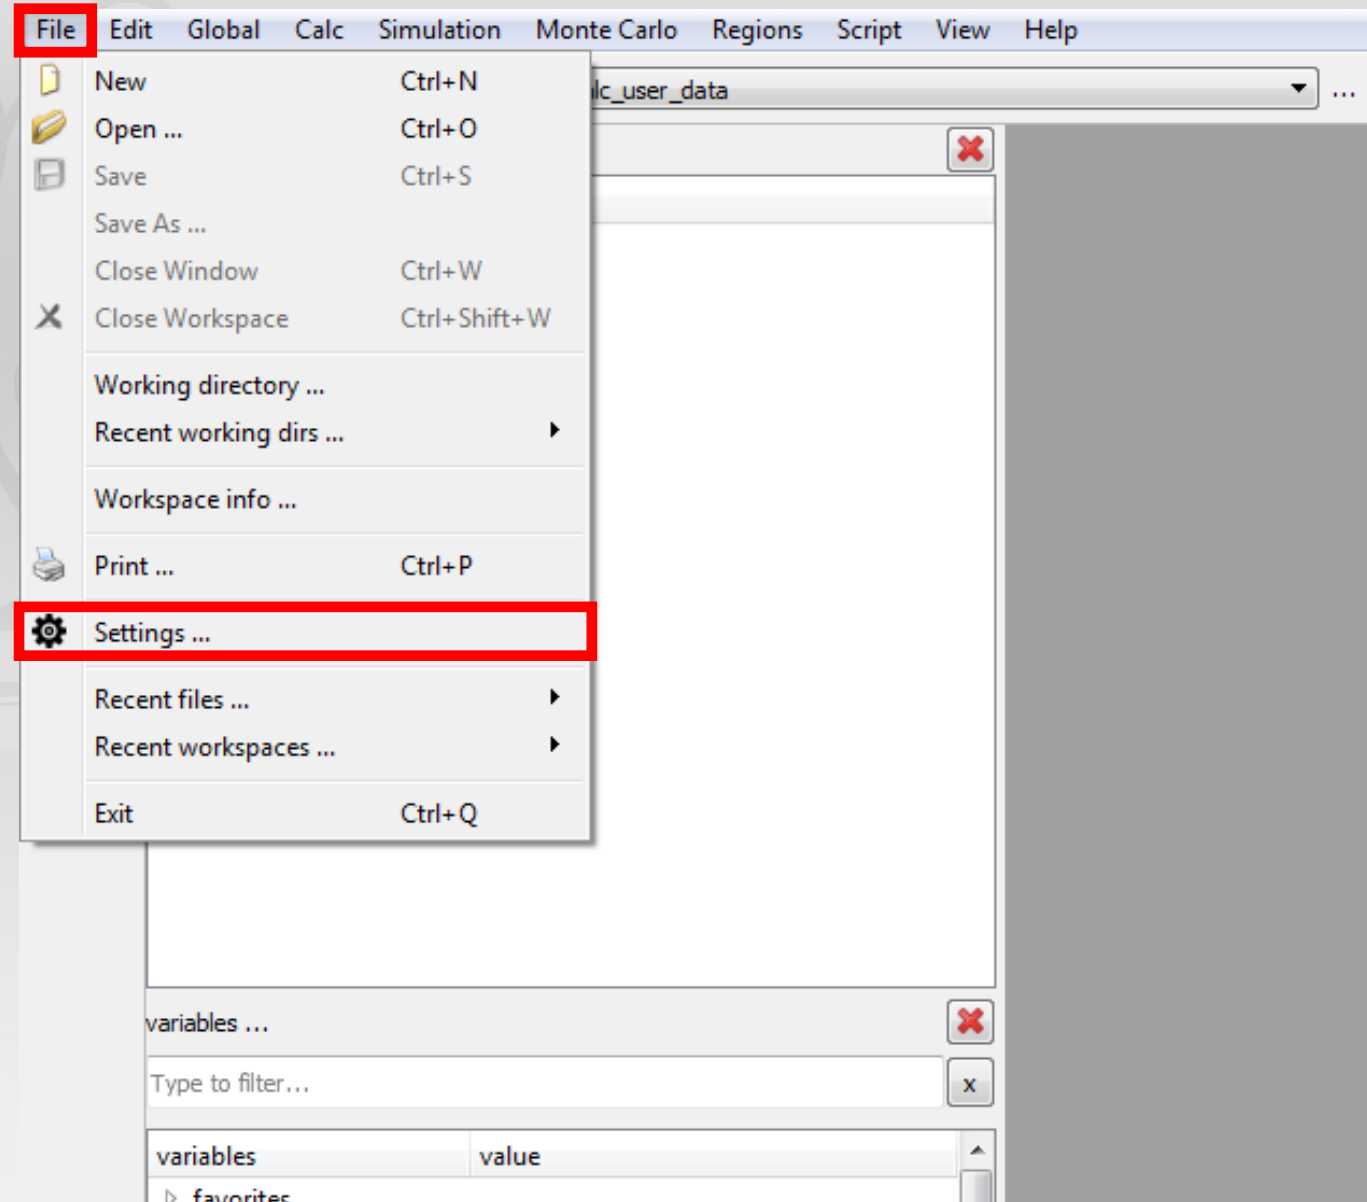 File Edit Global Calc Simulation Monte Carlo Regions Script View Help
New Ctrl+N
lc_user_data ...
Open ... Ctrl+O
Save Ctrl+S
Save As ...
Close Window Ctrl+W
Close Workspace Ctrl+Shift+W
Working directory ...
Recent working dirs ...
Workspace info ...
Print ... Ctrl+P
Settings ...
Recent files ...
Recent workspaces ...
Exit Ctrl+Q
variables ...
Type to filter... x
variables value
favorites